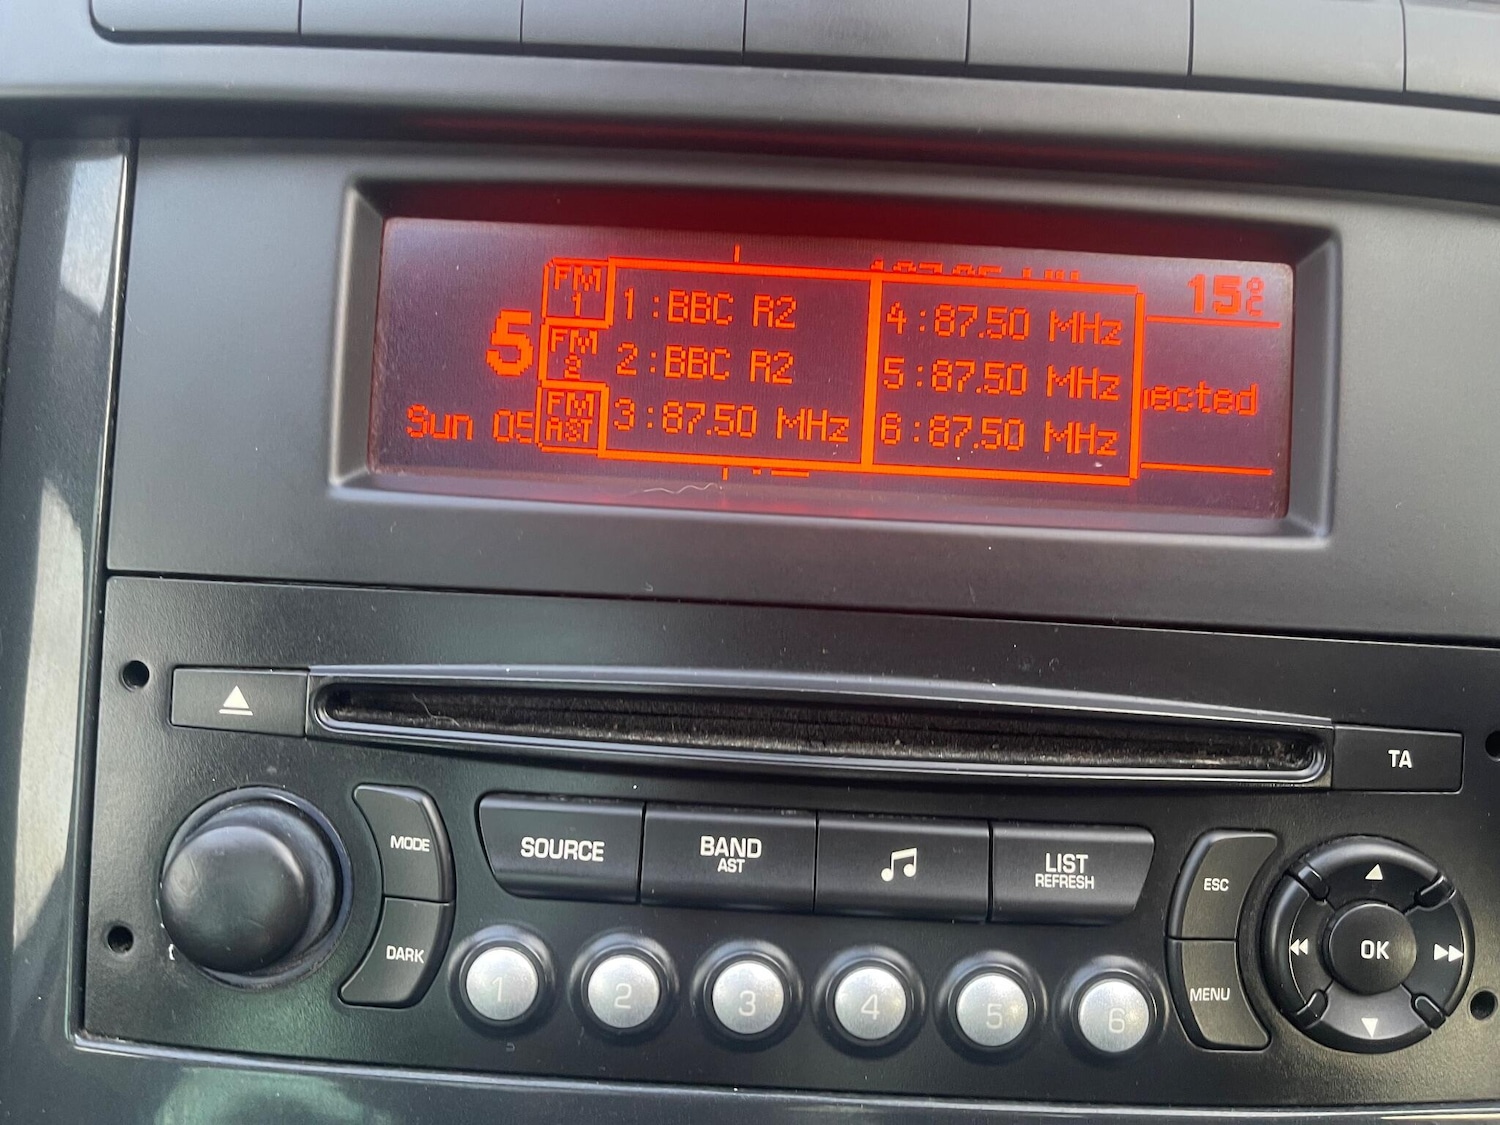 15°C
5
Sun 05
FM
1
FM
2
FM
AST
1:BBC R2
2:BBC R2
3:87.50 MHz
4:87.50 MHz
5:87.50 MHz
6:87.50 MHz
ected
TA
MODE
DARK
SOURCE
BAND
AST
LIST
REFRESH
ESC
MENU
OK
1
2
3
4
5
6